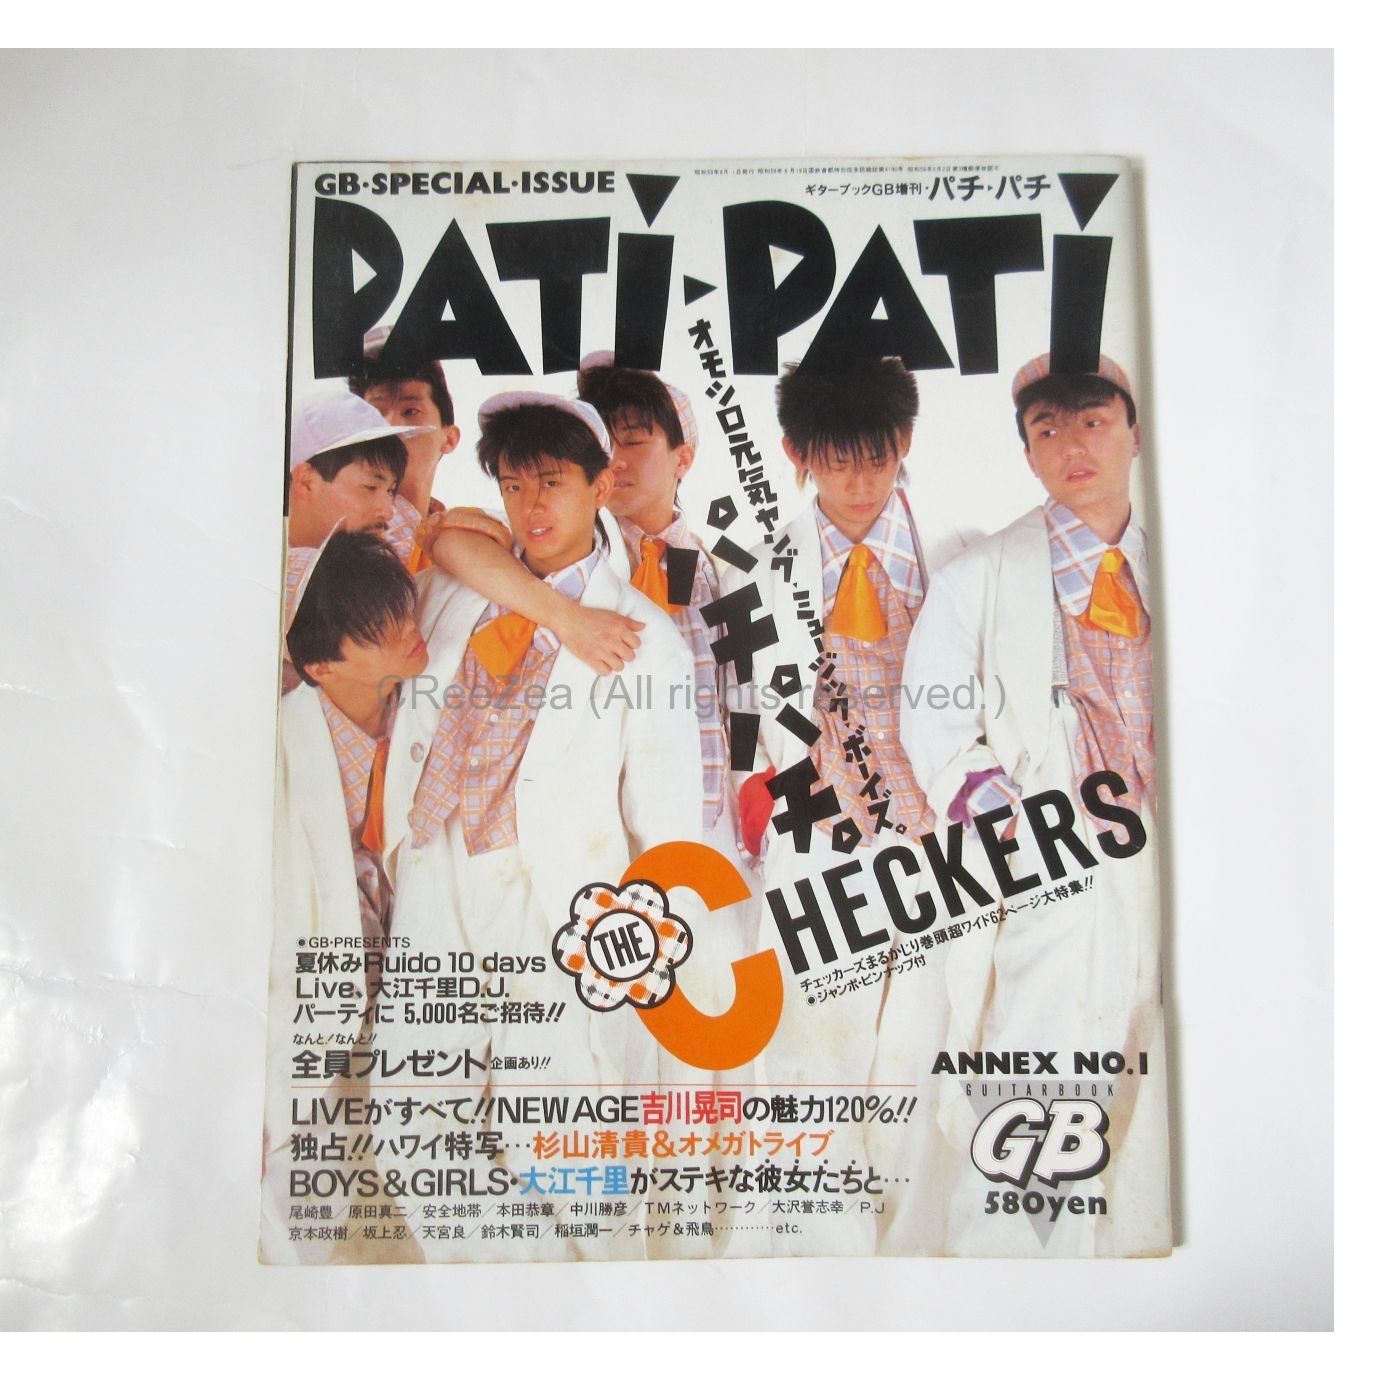 GB·SPECIAL·ISSUE
ギターブックGB増刊·パチ▸パチ
PATi▸PATi
オモシロ元気ヤング·ミュージック·ボーイズ。
パチパチ。
CReeZea (All rights reserved.)
THE CHECKERS
チェッカーズまるかじり巻頭超ワイド62ページ大特集!!
●ジャンボ·ピンナップ付
●GB·PRESENTS
夏休みRuido 10 days
Live、大江千里D.J.
パーティに 5,000名ご招待!!
なんと!なんと!!
全員プレゼント企画あり!!
ANNEX NO.1
GUITARBOOK
GB
580yen
LIVEがすべて!!NEW AGE吉川晃司の魅力120%!!
独占!!ハワイ特写…杉山清貴&オメガトライブ
BOYS&GIRLS·大江千里がステキな彼女たちと…
尾崎豊/原田真二/安全地帯/本田恭章/中川勝彦/TMネットワーク/大沢誉志幸/P.J
京本政樹/坂上忍/天宮良/鈴木賢司/稲垣潤一/チャゲ&飛鳥…………etc.